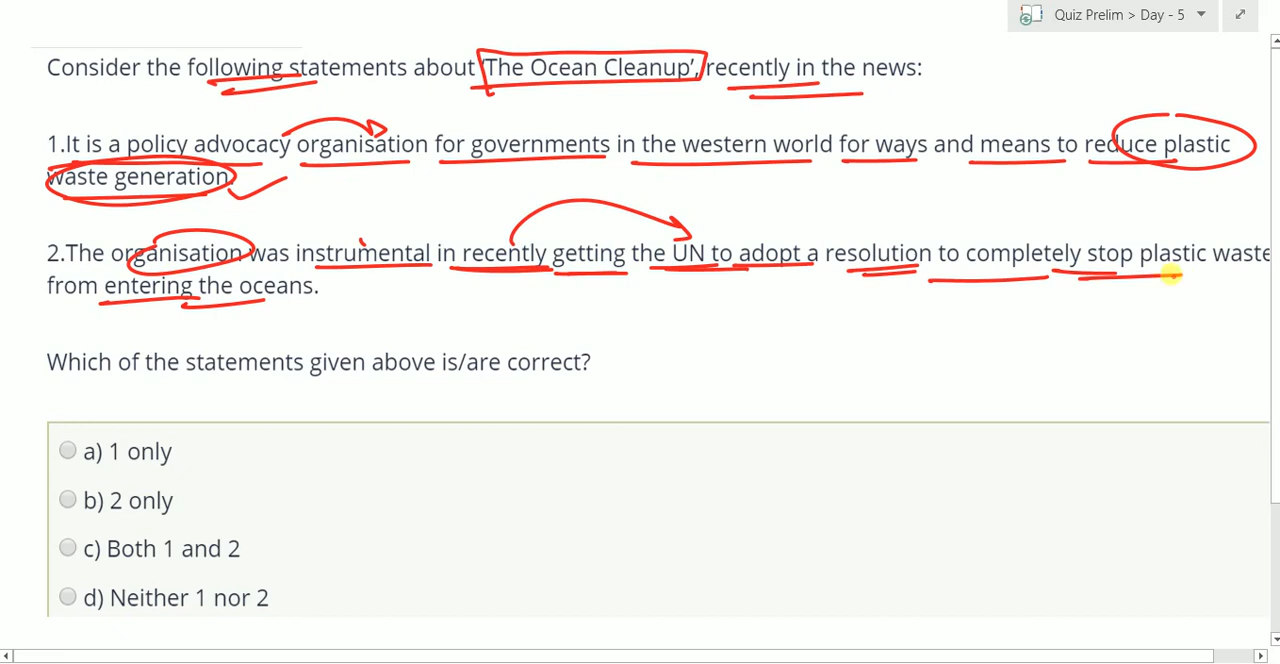 Quiz Prelim > Day - 5
Consider the following statements about 'The Ocean Cleanup', recently in the news:
1.It is a policy advocacy organisation for governments in the western world for ways and means to reduce plastic
waste generation.
2.The organisation was instrumental in recently getting the UN to adopt a resolution to completely stop plastic waste
from entering the oceans.
Which of the statements given above is/are correct?
a) 1 only
b) 2 only
c) Both 1 and 2
d) Neither 1 nor 2